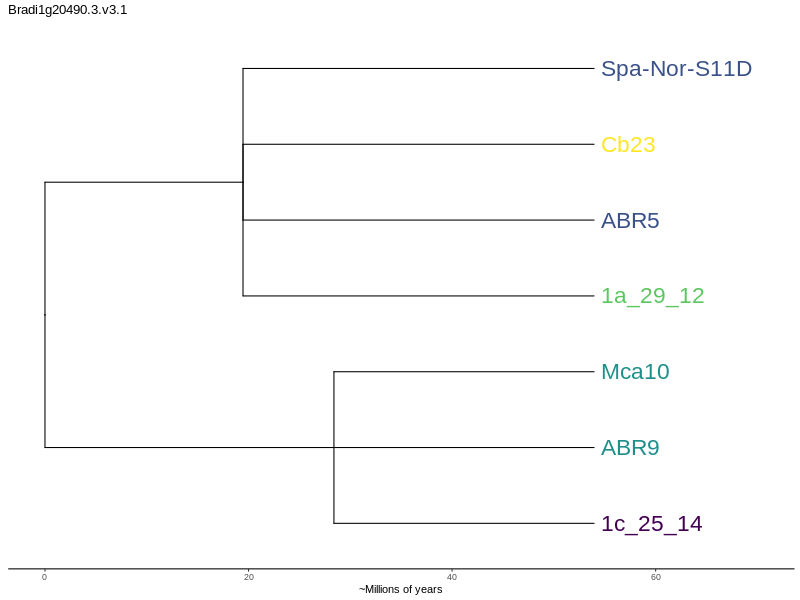 Bradi1g20490.3.v3.1
Spa-Nor-S11D
Cb23
ABR5
1a_29_12
Mca10
ABR9
1c_25_14
0 20 40 60
~Millions of years